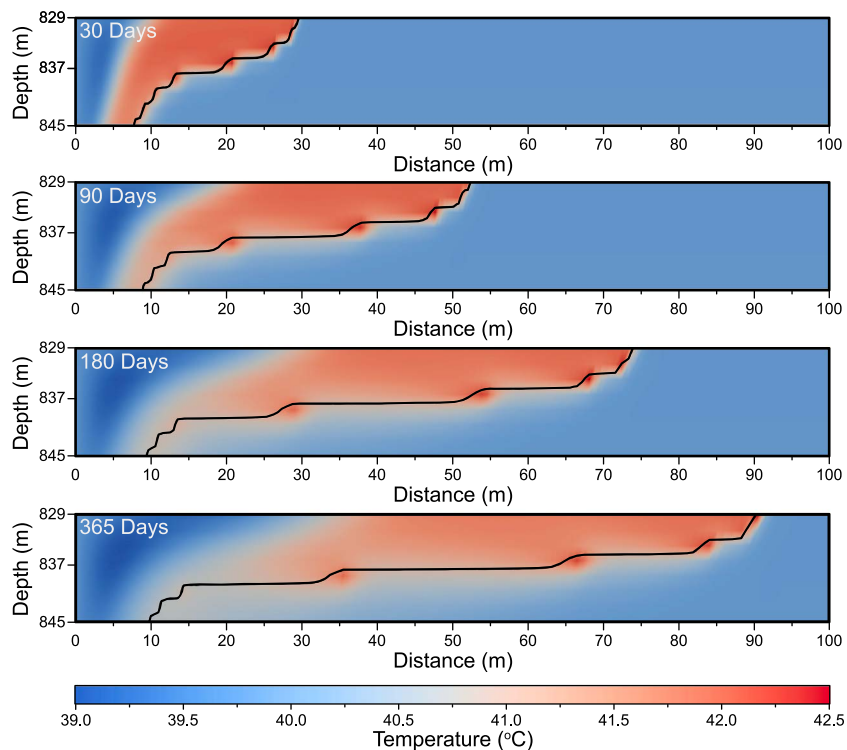 829
30 Days
837
845
Depth (m)
0 10 20 30 40 50 60 70 80 90 100
Distance (m)
829
90 Days
837
845
Depth (m)
0 10 20 30 40 50 60 70 80 90 100
Distance (m)
829
180 Days
837
845
Depth (m)
0 10 20 30 40 50 60 70 80 90 100
Distance (m)
829
365 Days
837
845
Depth (m)
0 10 20 30 40 50 60 70 80 90 100
Distance (m)
39.0 39.5 40.0 40.5 41.0 41.5 42.0 42.5
Temperature (°C)